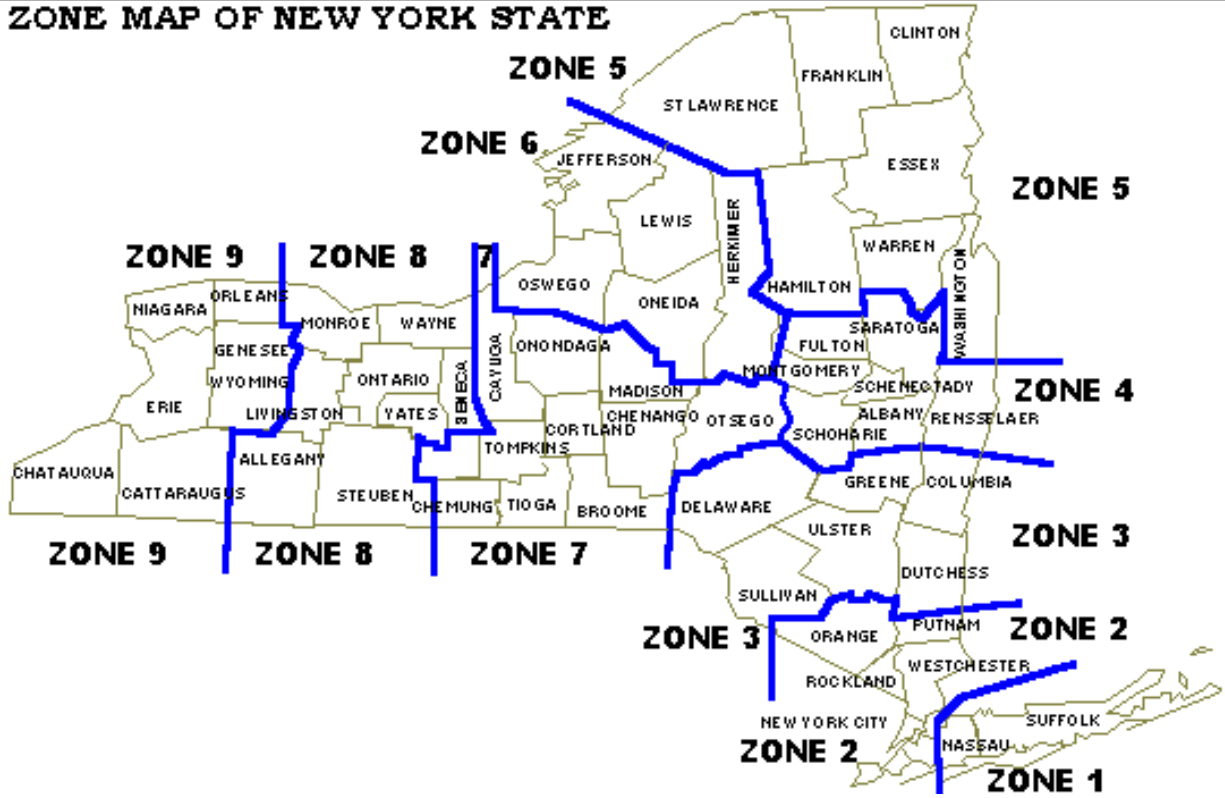 ZONE MAP OF NEW YORK STATE
CLINTON
ZONE 5
FRANKLIN
ST LAWRENCE
ZONE 6
JEFFERSON
ESSEX
ZONE 5
LEWIS
HERKIMER
WARREN
WASHINGTON
ZONE 9
ZONE 8
7
OSWEGO
HAMILTON
ORLEANS
NIAGARA
ONEIDA
MONROE
WAYNE
SARATOGA
GENESEE
CAYUGA
ONONDAGA
FULTON
WYOMING
ONTARIO
SENECA
MADISON
MONTGOMERY
SCHENECTADY
ZONE 4
ERIE
LIVINGSTON
YATES
CHENANGO
OTSEGO
ALBANY
RENSSELAER
CORTLAND
SCHOHARIE
TOMPKINS
ALLEGANY
CHATAUQUA
CATTARAUGUS
STEUBEN
CHEMUNG
TIOGA
BROOME
DELAWARE
GREENE
COLUMBIA
ULSTER
ZONE 3
ZONE 9
ZONE 8
ZONE 7
DUTCHESS
SULLIVAN
ZONE 3
ORANGE
PUTNAM
ZONE 2
WESTCHESTER
ROCKLAND
NEW YORK CITY
SUFFOLK
ZONE 2
NASSAU
ZONE 1